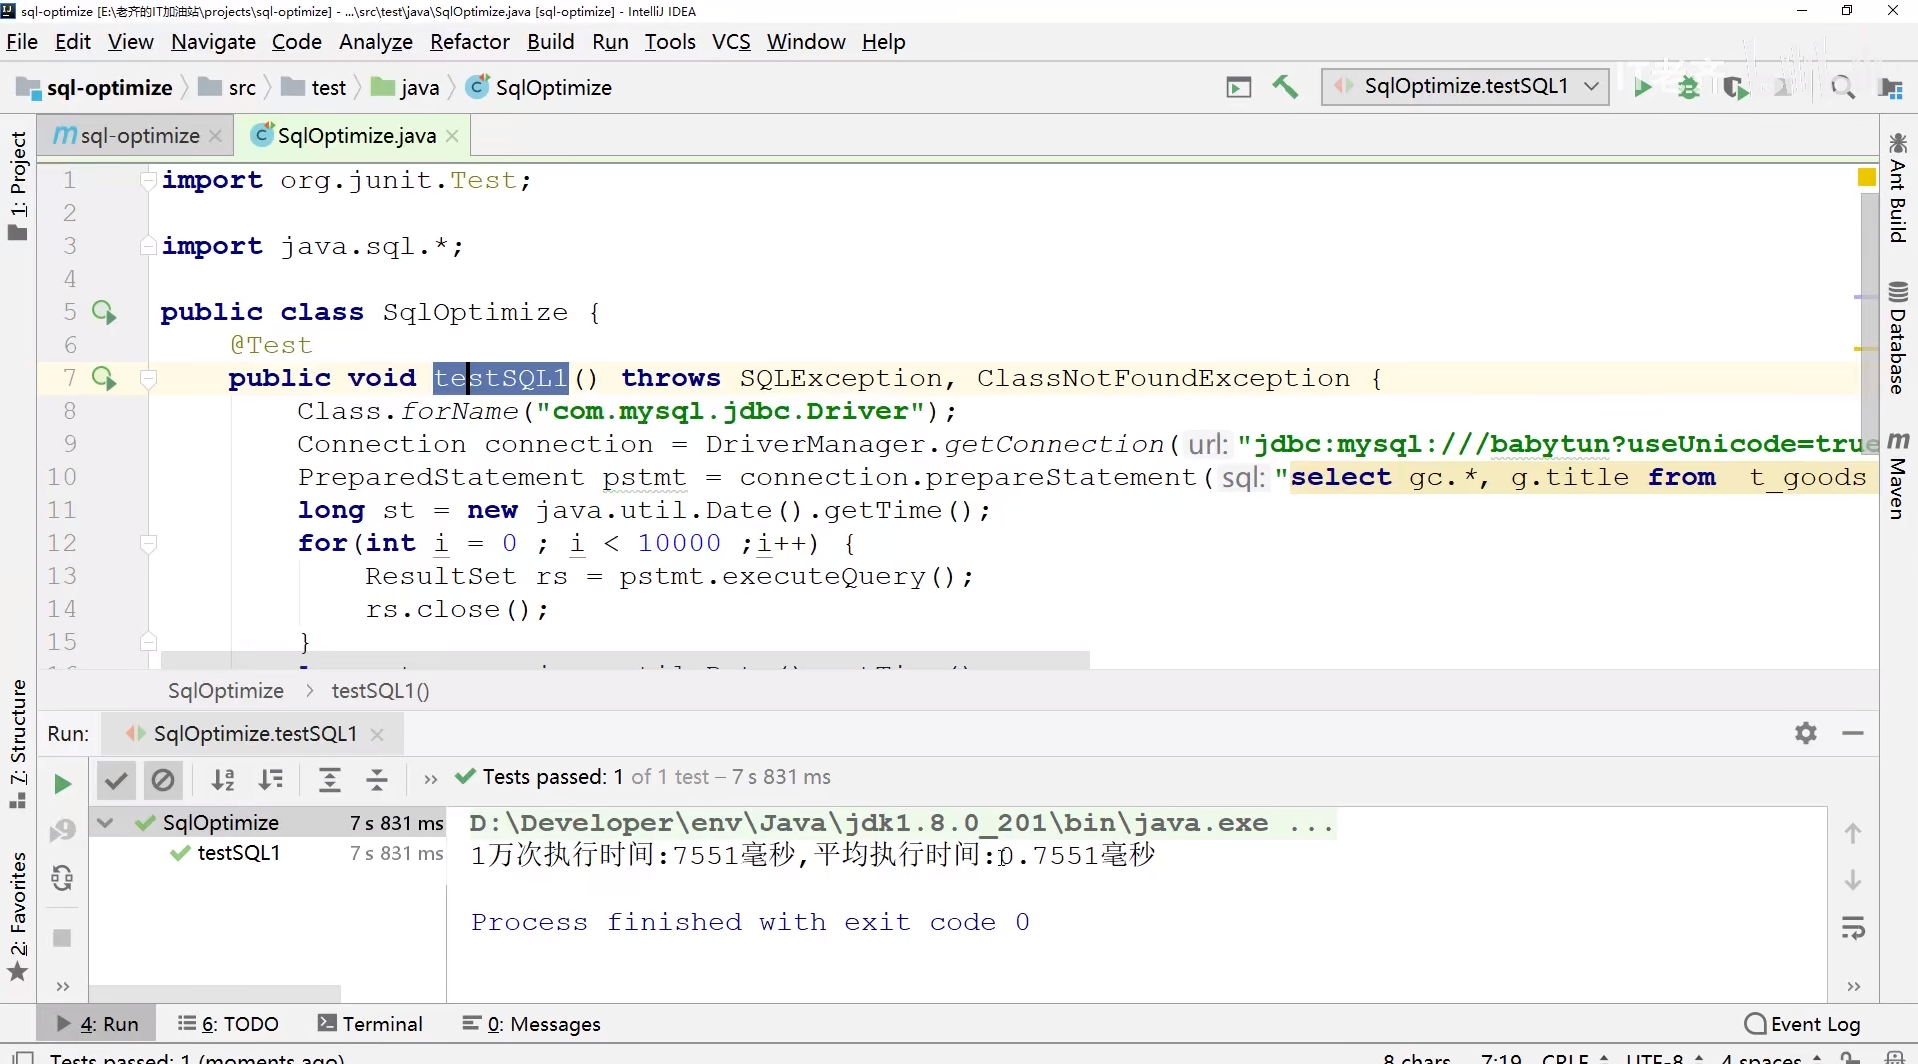 sql-optimize [E:\老齐的IT加油站\projects\sql-optimize] - ...\src\test\java\SqlOptimize.java [sql-optimize] - IntelliJ IDEA
File Edit View Navigate Code Analyze Refactor Build Run Tools VCS Window Help
sql-optimize src test java SqlOptimize SqlOptimize.testSQL1
IT老齐
sql-optimize SqlOptimize.java
1: Project
Ant Build
Database
Maven
1 import org.junit.Test;
2
3 import java.sql.*;
4
5 public class SqlOptimize {
6 @Test
7 public void testSQL1() throws SQLException, ClassNotFoundException {
8 Class.forName("com.mysql.jdbc.Driver");
9 Connection connection = DriverManager.getConnection( url: "jdbc:mysql:///babytun?useUnicode=true
10 PreparedStatement pstmt = connection.prepareStatement( sql: "select gc.*, g.title from t_goods
11 long st = new java.util.Date().getTime();
12 for(int i = 0 ; i < 10000 ;i++) {
13 ResultSet rs = pstmt.executeQuery();
14 rs.close();
15 }
SqlOptimize > testSQL1()
7: Structure
2: Favorites
Run: SqlOptimize.testSQL1
Tests passed: 1 of 1 test – 7 s 831 ms
SqlOptimize 7 s 831 ms
testSQL1 7 s 831 ms
D:\Developer\env\Java\jdk1.8.0_201\bin\java.exe ...
1万次执行时间:7551毫秒,平均执行时间:0.7551毫秒
Process finished with exit code 0
4: Run 6: TODO Terminal 0: Messages Event Log
Tests passed: 1 (moments ago) 8 chars 7:19 CRLF UTF-8 4 spaces